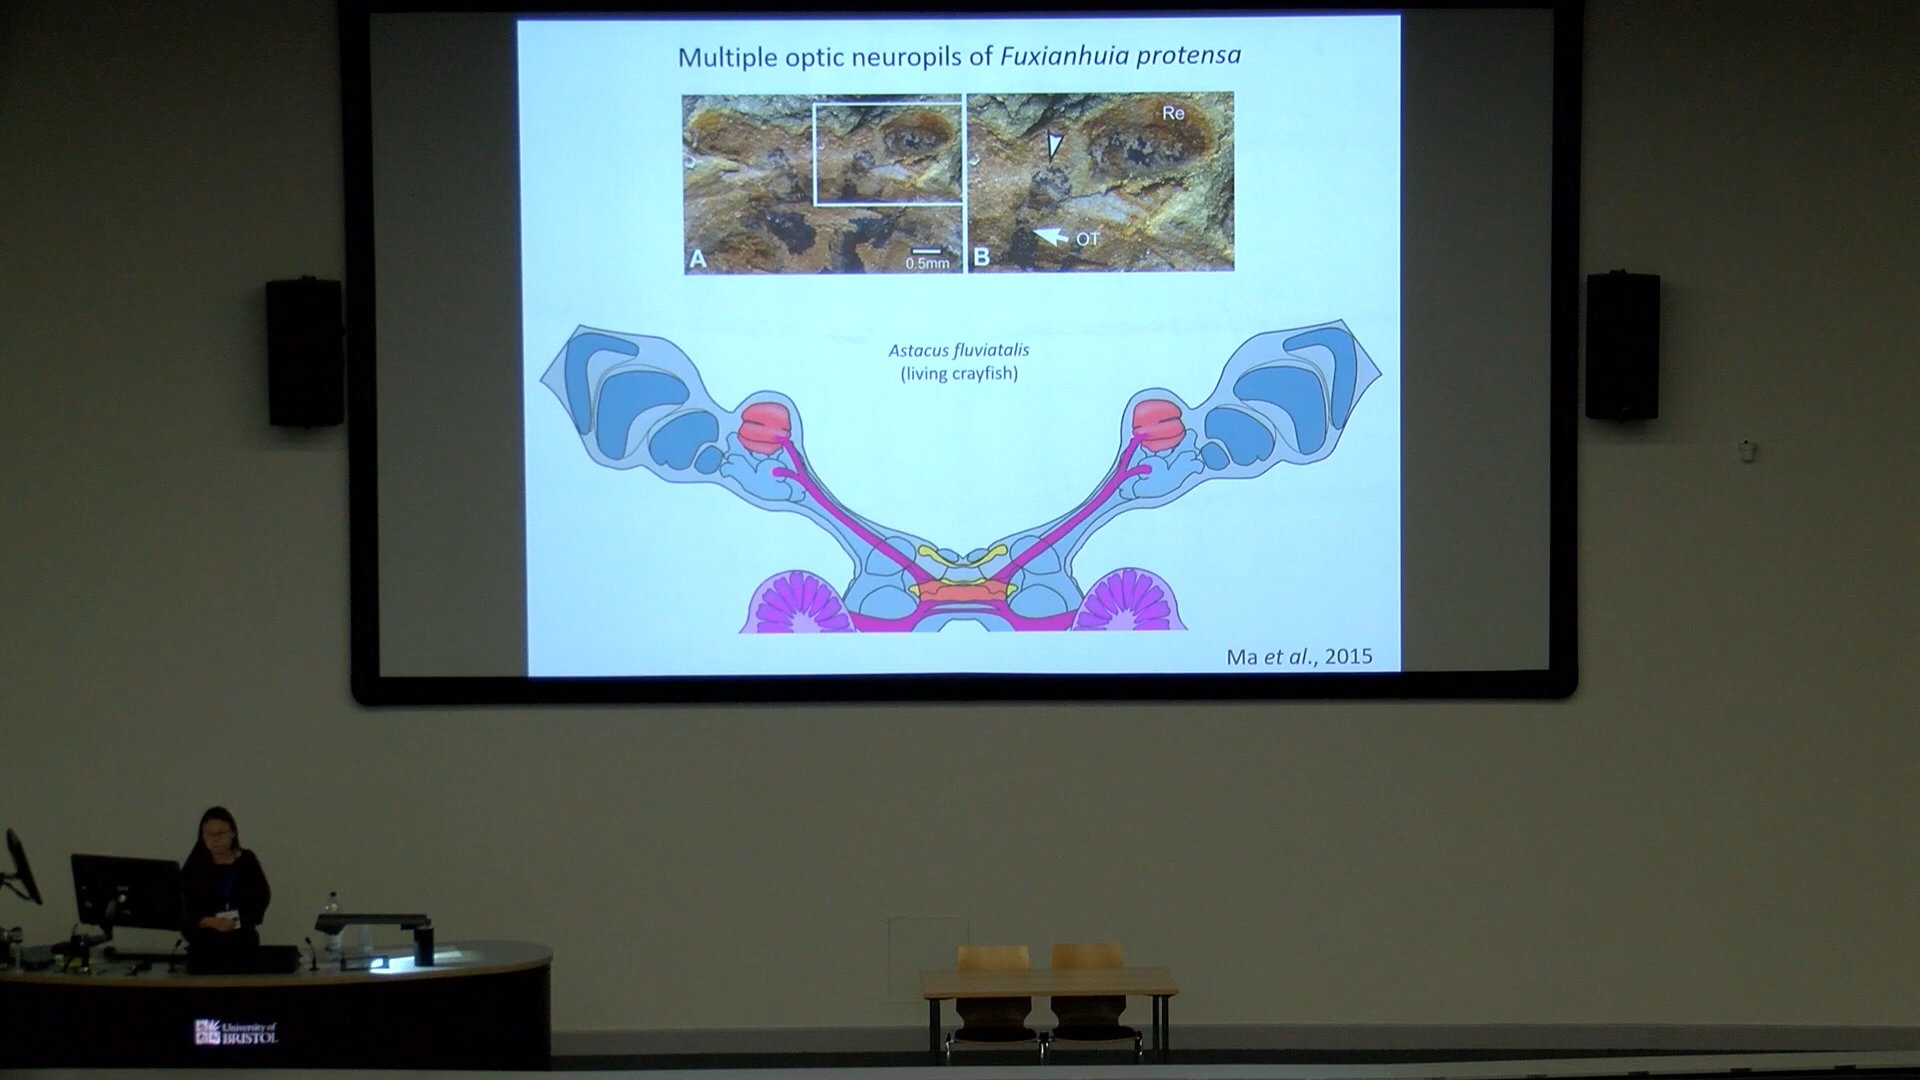 Multiple optic neuropils of Fuxianhuia protensa
Re
OT
A
0.5mm
B
Astacus fluviatalis
(living crayfish)
Ma et al., 2015
University of
BRISTOL